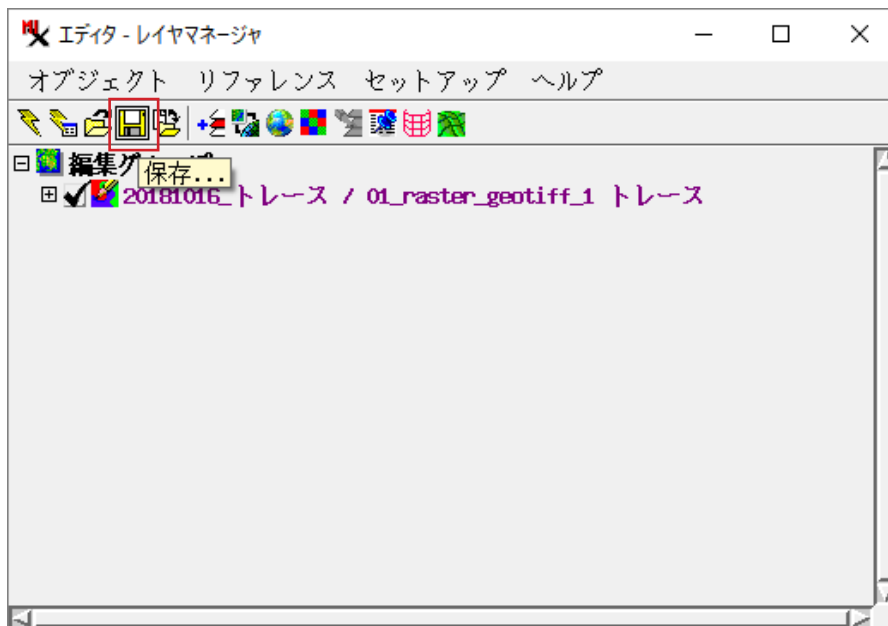 エディタ - レイヤマネージャ
オブジェクト リファレンス セットアップ ヘルプ
編集グ
保存...
20181016_トレース / 01_raster_geotiff_1 トレース